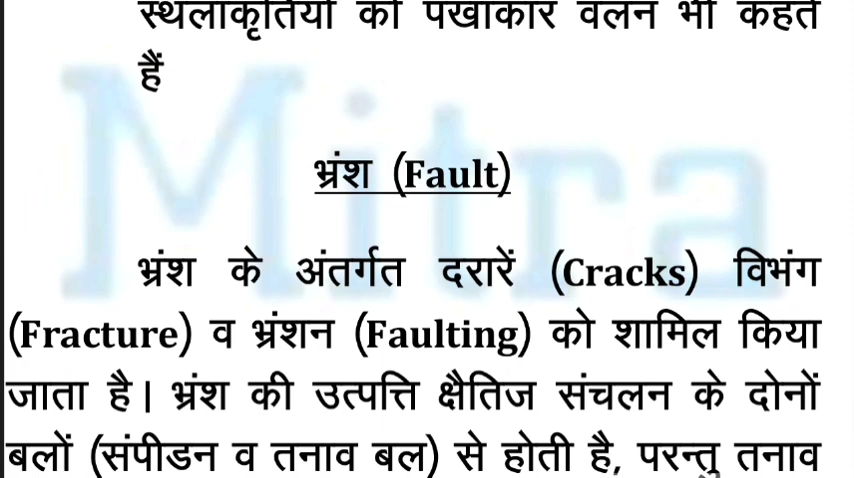 स्थलाकृतियों को पंखाकार वलन भी कहते
हैं
भ्रंश (Fault)
भ्रंश के अंतर्गत दरारें (Cracks) विभंग
(Fracture) व भ्रंशन (Faulting) को शामिल किया
जाता है। भ्रंश की उत्पत्ति क्षैतिज संचलन के दोनों
बलों (संपीडन व तनाव बल) से होती है, परन्तु तनाव
Mitra